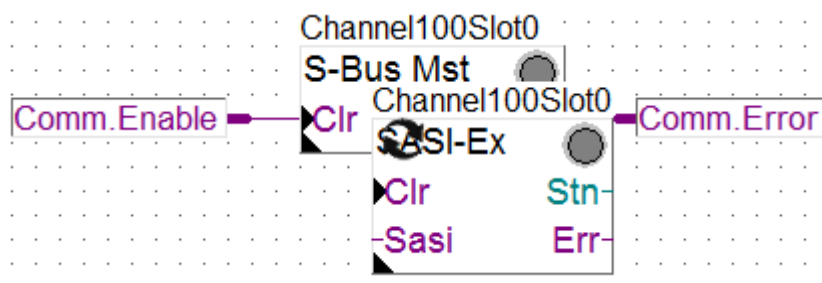 Channel100Slot0
S-Bus Mst
Channel100Slot0
Comm.Enable
Clr
Comm.Error
SASI-Ex
Clr
Stn
Sasi
Err